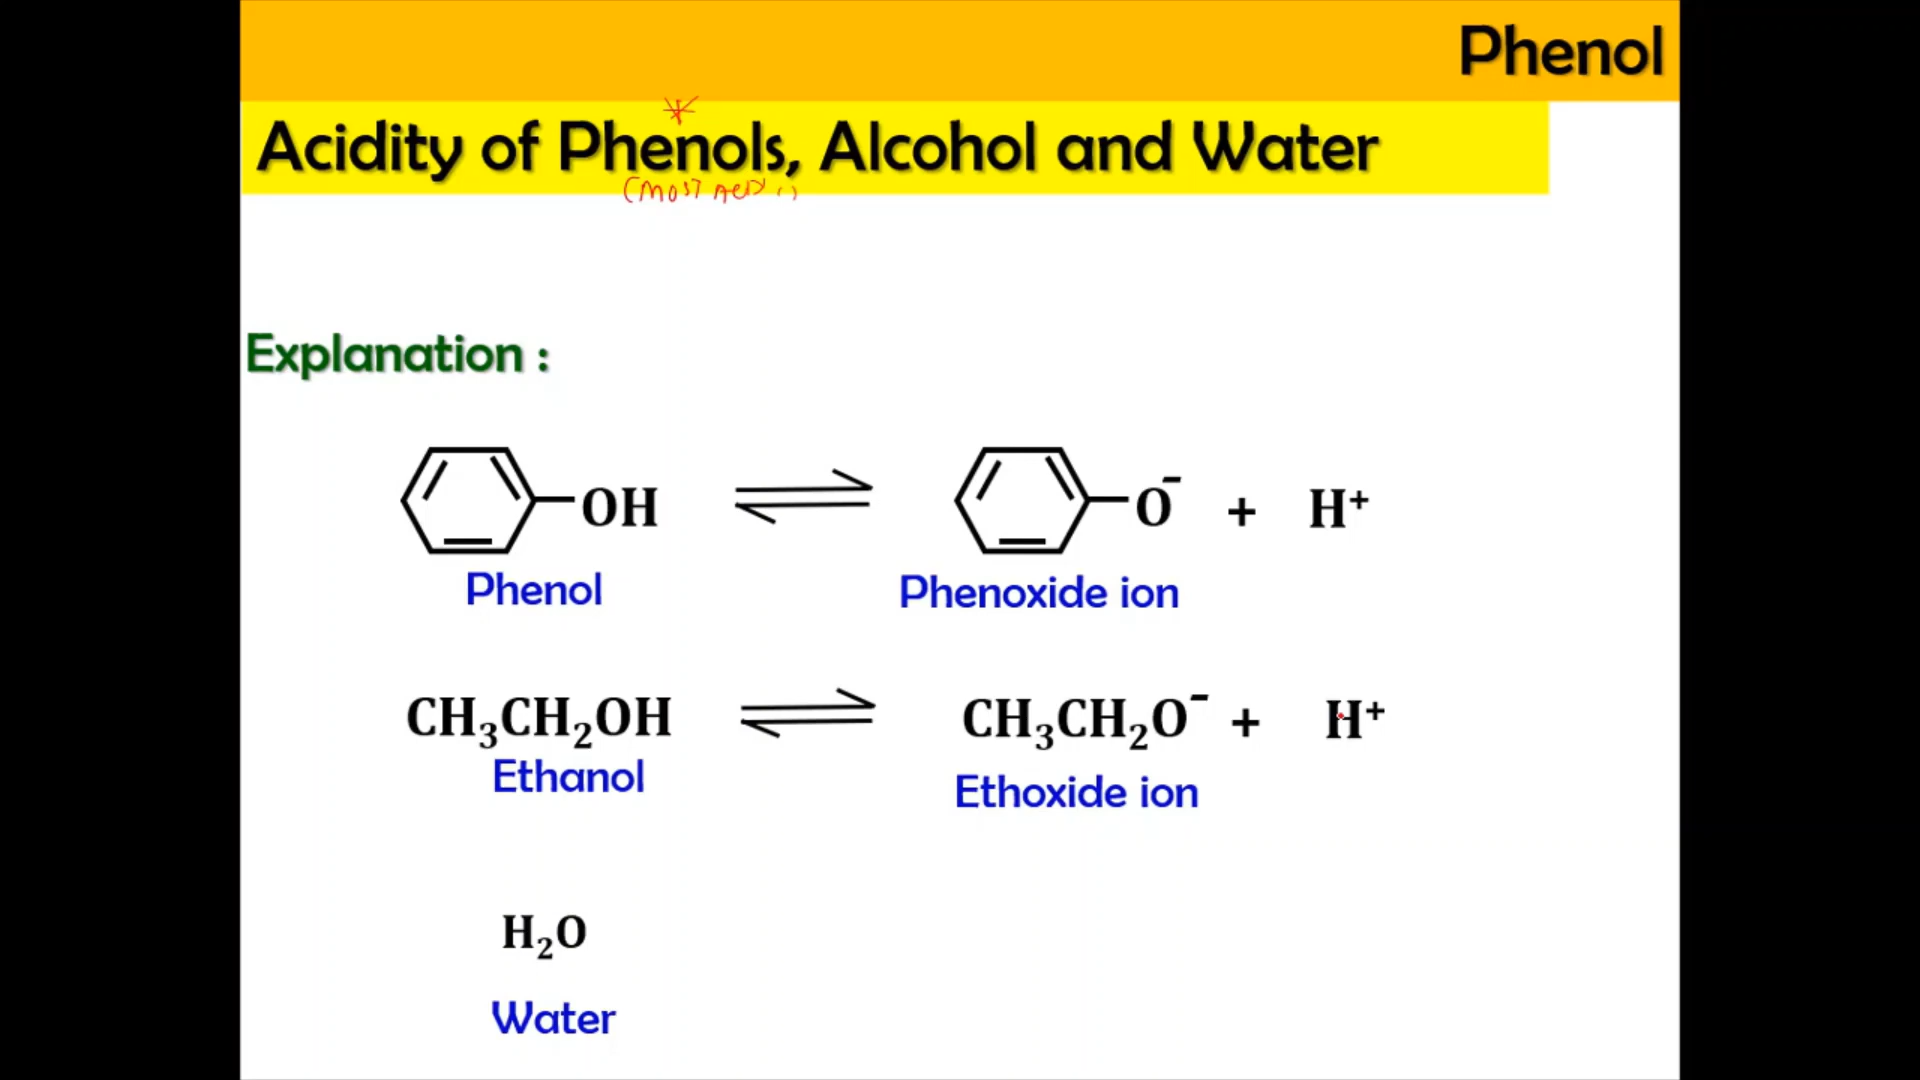 Phenol
Acidity of Phenols, Alcohol and Water
(most
Explanation :
OH ⇌ O⁻ + H⁺
Phenol Phenoxide ion
CH₃CH₂OH ⇌ CH₃CH₂O⁻ + H⁺
Ethanol Ethoxide ion
H₂O
Water